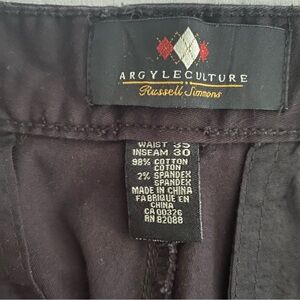 ARGYLECULTURE
Russell Simmons
WAIST 35
INSEAM 30
98% COTTON
COTON
2% SPANDEX
SPANDEX
MADE IN CHINA
FABRIQUE EN
CHINA
CA 00326
RN 82088